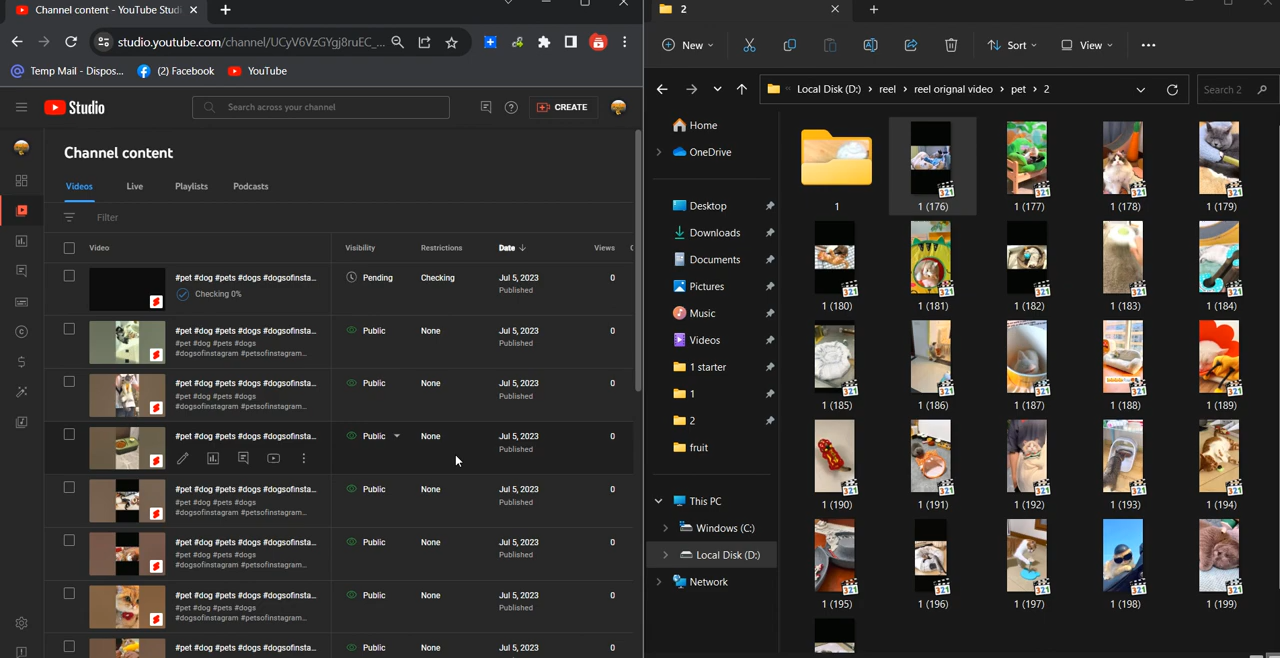 Channel content - YouTube Studi
studio.youtube.com/channel/UCyV6VzGYgj8ruEC_...
Temp Mail - Dispos...
(2) Facebook
YouTube
Studio
Search across your channel
CREATE
Channel content
Videos
Live
Playlists
Podcasts
Filter
Video
Visibility
Restrictions
Date
Views
#pet #dog #pets #dogs #dogsofinsta...
Checking 0%
Pending
Checking
Jul 5, 2023
Published
0
#pet #dog #pets #dogs #dogsofinsta...
#pet #dog #pets #dogs
#dogsofinstagram #petsofinstagram...
Public
None
Jul 5, 2023
Published
0
#pet #dog #pets #dogs #dogsofinsta...
#pet #dog #pets #dogs
#dogsofinstagram #petsofinstagram...
Public
None
Jul 5, 2023
Published
0
#pet #dog #pets #dogs #dogsofinsta...
Public
None
Jul 5, 2023
Published
0
#pet #dog #pets #dogs #dogsofinsta...
#pet #dog #pets #dogs
#dogsofinstagram #petsofinstagram...
Public
None
Jul 5, 2023
Published
0
#pet #dog #pets #dogs #dogsofinsta...
#pet #dog #pets #dogs
#dogsofinstagram #petsofinstagram...
Public
None
Jul 5, 2023
Published
0
#pet #dog #pets #dogs #dogsofinsta...
#pet #dog #pets #dogs
#dogsofinstagram #petsofinstagram...
Public
None
Jul 5, 2023
Published
0
#pet #dog #pets #dogs #dogsofinsta...
Public
None
Jul 5, 2023
0
2
New
Sort
View
Local Disk (D:) > reel > reel orignal video > pet > 2
Search 2
Home
OneDrive
Desktop
Downloads
Documents
Pictures
Music
Videos
1 starter
1
2
fruit
This PC
Windows (C:)
Local Disk (D:)
Network
1
1 (176)
1 (177)
1 (178)
1 (179)
1 (180)
1 (181)
1 (182)
1 (183)
1 (184)
1 (185)
1 (186)
1 (187)
1 (188)
1 (189)
1 (190)
1 (191)
1 (192)
1 (193)
1 (194)
1 (195)
1 (196)
1 (197)
1 (198)
1 (199)